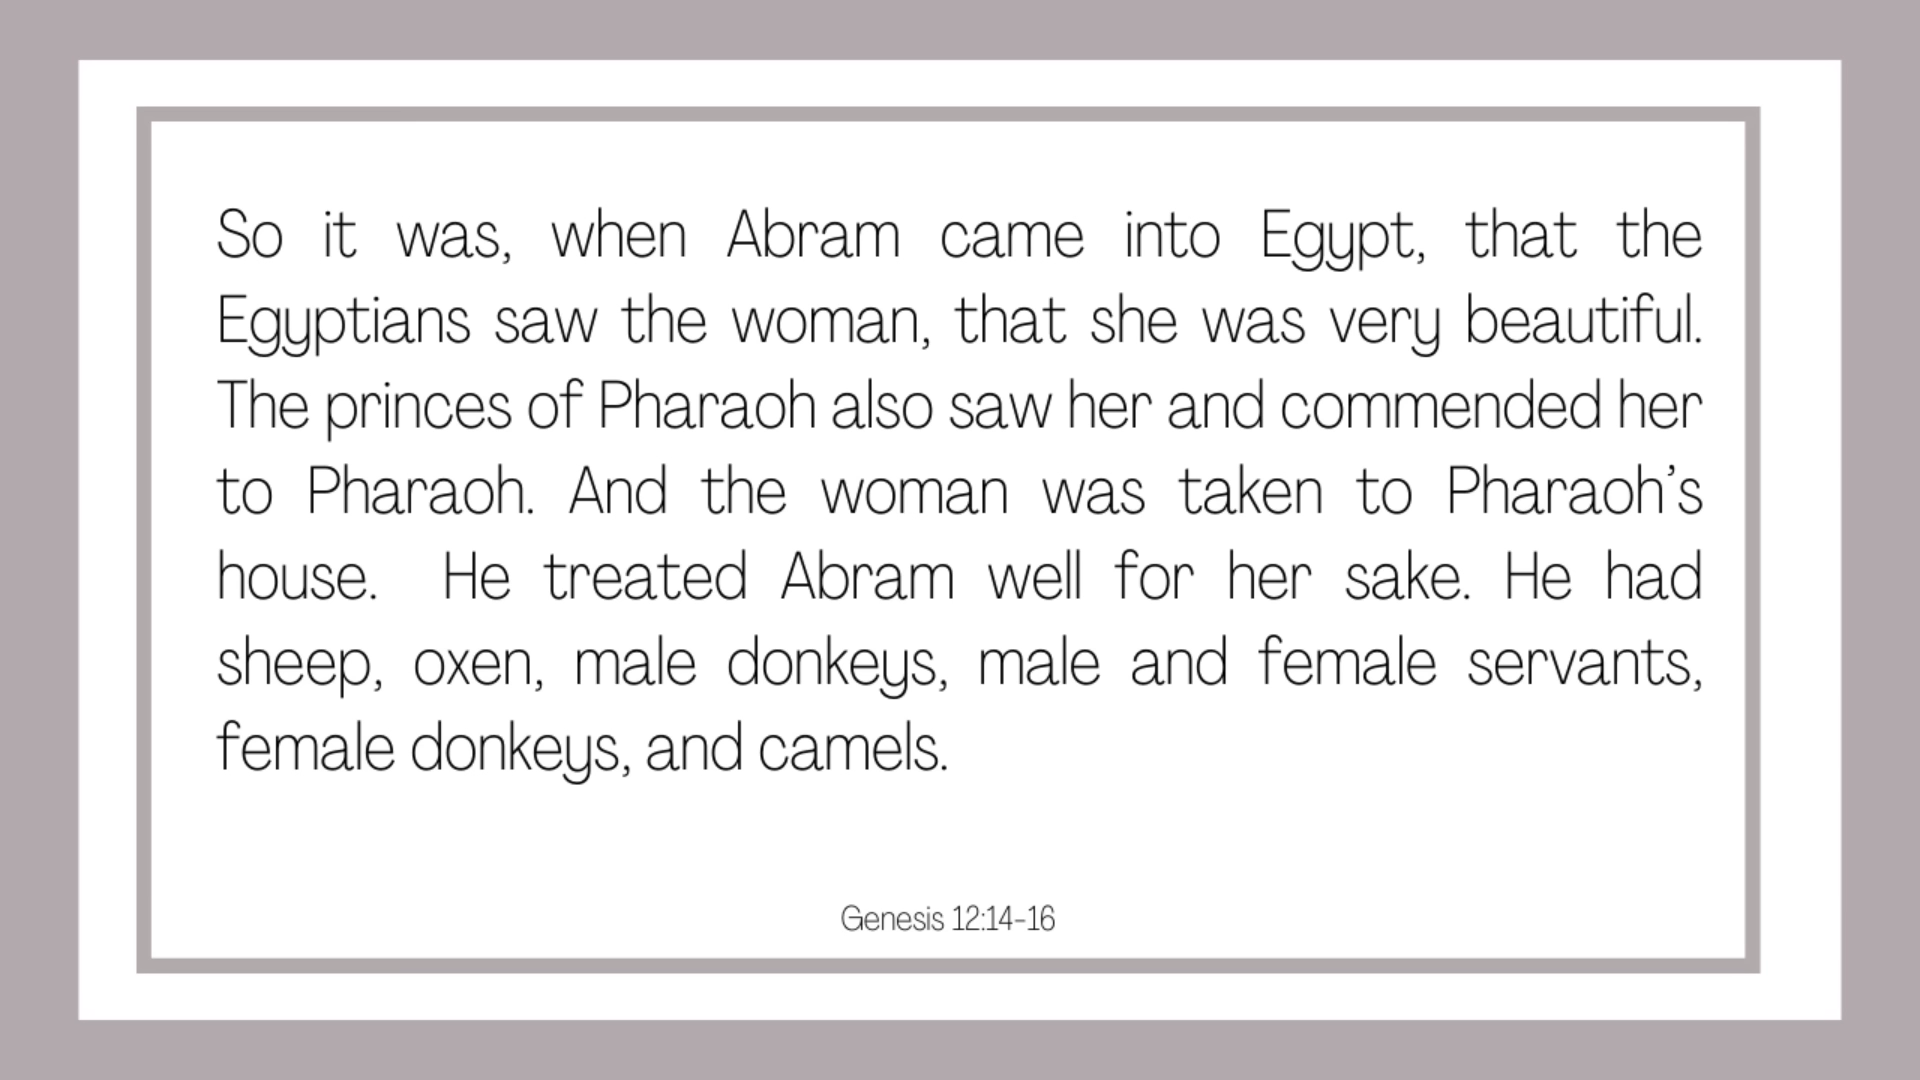 So it was, when Abram came into Egypt, that the
Egyptians saw the woman, that she was very beautiful.
The princes of Pharaoh also saw her and commended her
to Pharaoh. And the woman was taken to Pharaoh’s
house.  He treated Abram well for her sake. He had
sheep, oxen, male donkeys, male and female servants,
female donkeys, and camels.
Genesis 12:14-16